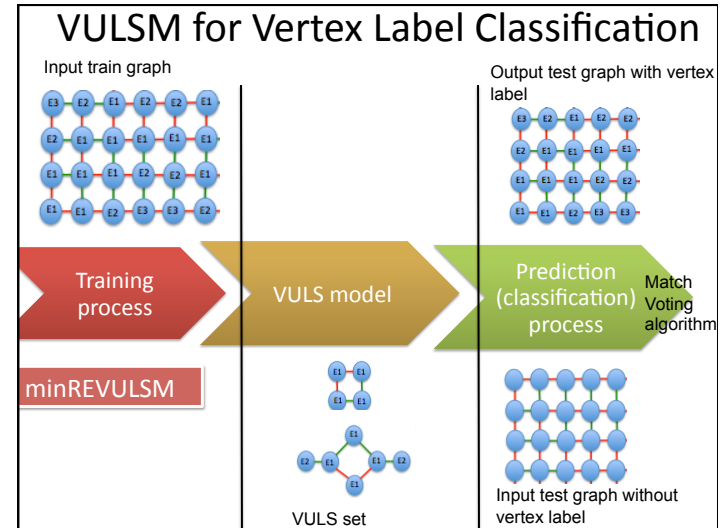 VULSM for Vertex Label Classification
Input train graph
E3 E2 E1 E2 E2 E1
E2 E1 E1 E1 E1 E1
E1 E1 E1 E2 E2 E1
E1 E1 E2 E3 E3 E2
Training
process
minREVULSM
VULS model
E1 E1
E1 E1
E1
E2 E1 E1 E2
E1
VULS set
Output test graph with vertex
label
E3 E2 E1 E2 E2
E2 E1 E1 E1 E1
E1 E1 E1 E2 E2
E1 E1 E2 E3 E3
Prediction
(classification)
process
Match
Voting
algorithm
Input test graph without
vertex label